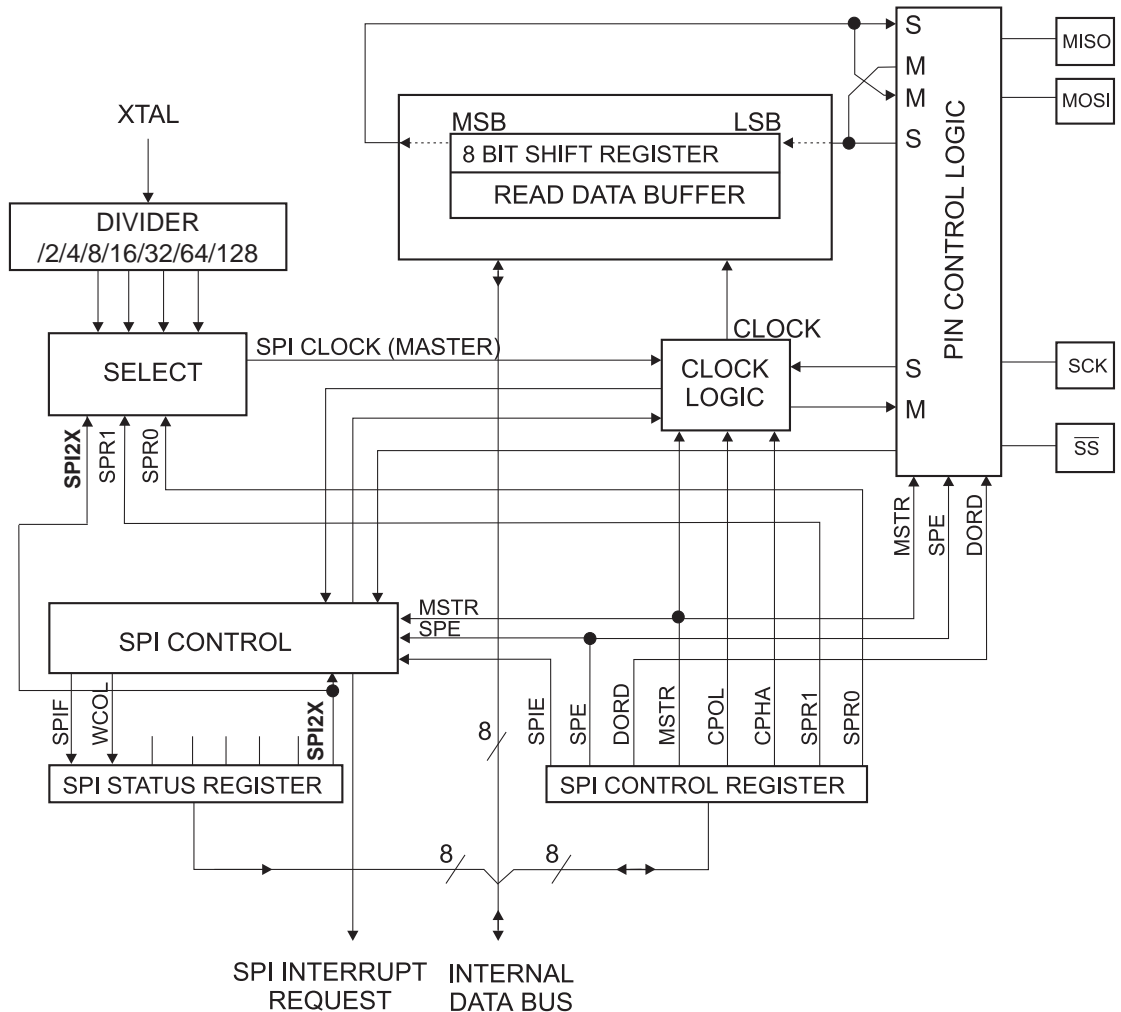 S
MISO
M
M
MOSI
XTAL
MSB
LSB
S
8 BIT SHIFT REGISTER
READ DATA BUFFER
PIN CONTROL LOGIC
DIVIDER
/2/4/8/16/32/64/128
CLOCK
SPI CLOCK (MASTER)
SELECT
CLOCK
LOGIC
S
SCK
M
SPI2X
SPR1
SPR0
SS
MSTR
SPE
DORD
MSTR
SPE
SPI CONTROL
SPIF
WCOL
SPI2X
8
SPIE
SPE
DORD
MSTR
CPOL
CPHA
SPR1
SPR0
SPI STATUS REGISTER
SPI CONTROL REGISTER
8
8
SPI INTERRUPT
REQUEST
INTERNAL
DATA BUS